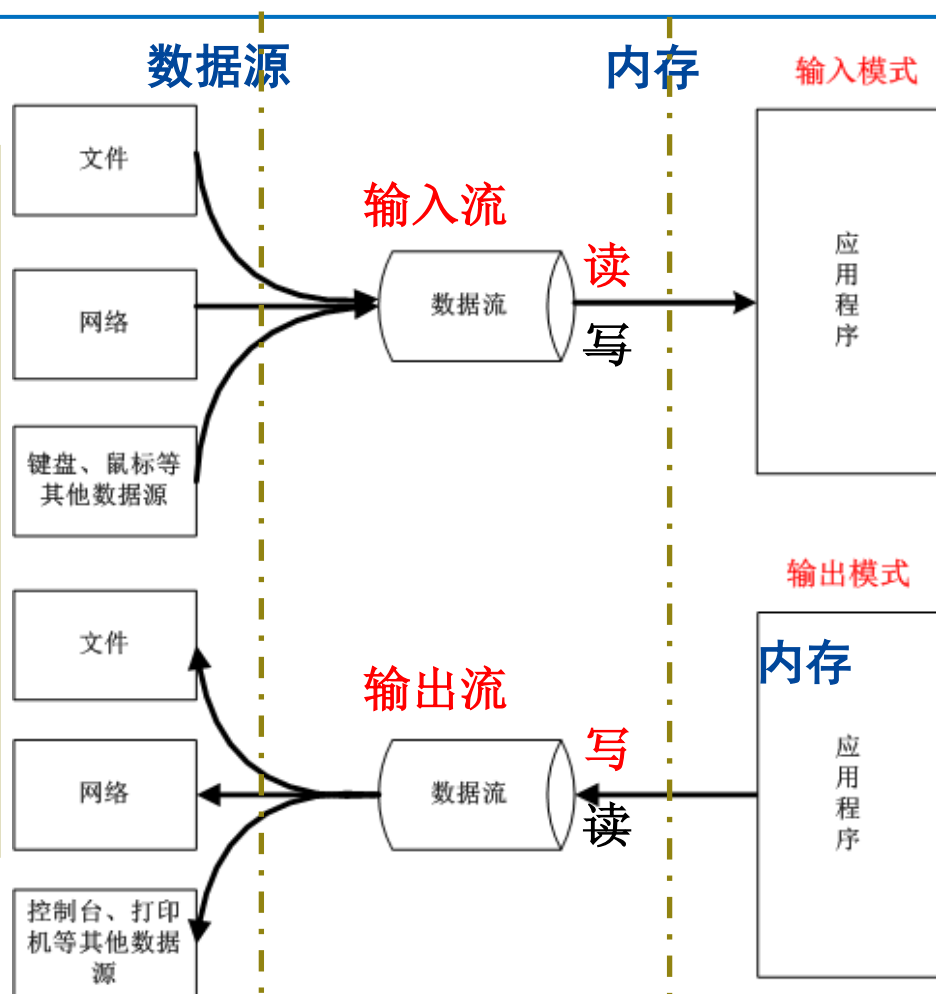 数据源
内存
输入模式
文件
输入流
读
应
用
程
序
网络
数据流
写
键盘、鼠标等
其他数据源
输出模式
文件
内存
输出流
写
应
用
程
序
网络
数据流
读
控制台、打印
机等其他数据
源